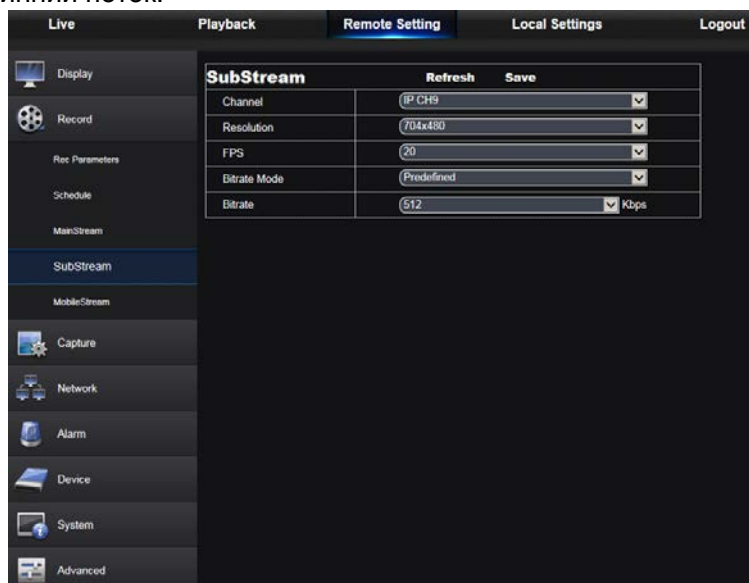 поток.
Live Playback Remote Setting Local Settings Logout
Display
Record
Rec Parameters
Schedule
MainStream
SubStream
MobileStream
Capture
Network
Alarm
Device
System
Advanced
SubStream Refresh Save
Channel IP CH9
Resolution 704x480
FPS 20
Bitrate Mode Predefined
Bitrate 512 Kbps